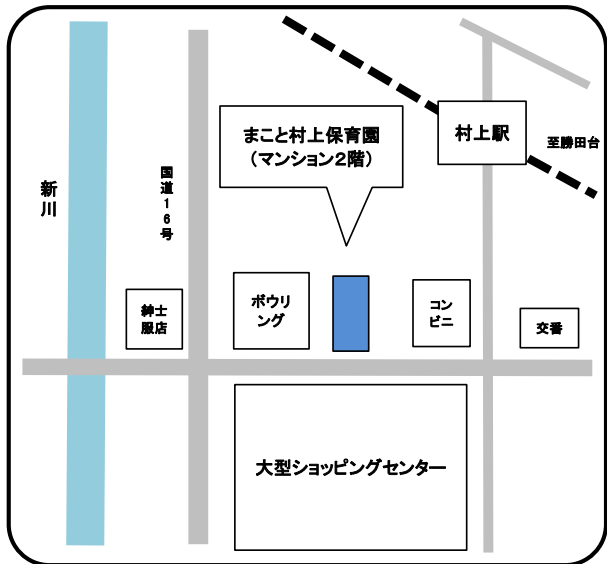 まこと村上保育園
（マンション２階）
村上駅
至勝田台
新川
国道16号
紳士
服店
ボウリ
ング
コン
ビニ
交番
大型ショッピングセンター